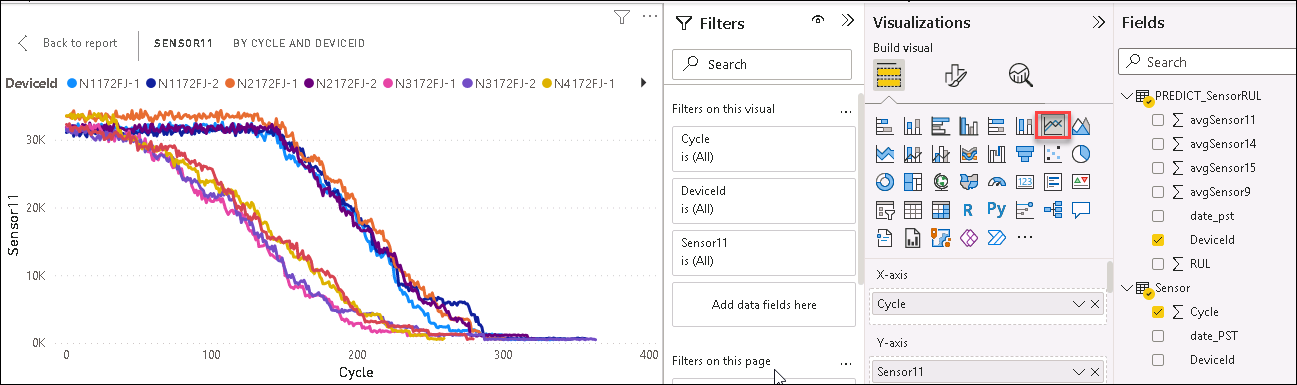 Back to report
SENSOR11
BY CYCLE AND DEVICEID
DeviceId
N1172FJ-1
N1172FJ-2
N2172FJ-1
N2172FJ-2
N3172FJ-1
N3172FJ-2
N4172FJ-1
Sensor11
30K
20K
10K
0K
0
100
200
300
400
Cycle
Filters
Search
Filters on this visual
...
Cycle
is (All)
DeviceId
is (All)
Sensor11
is (All)
Add data fields here
Filters on this page
...
Visualizations
Build visual
123
R
Py
...
X-axis
Cycle
Y-axis
Sensor11
Fields
Search
PREDICT_SensorRUL
avgSensor11
avgSensor14
avgSensor15
avgSensor9
date_pst
DeviceId
RUL
Sensor
Cycle
date_PST
DeviceId